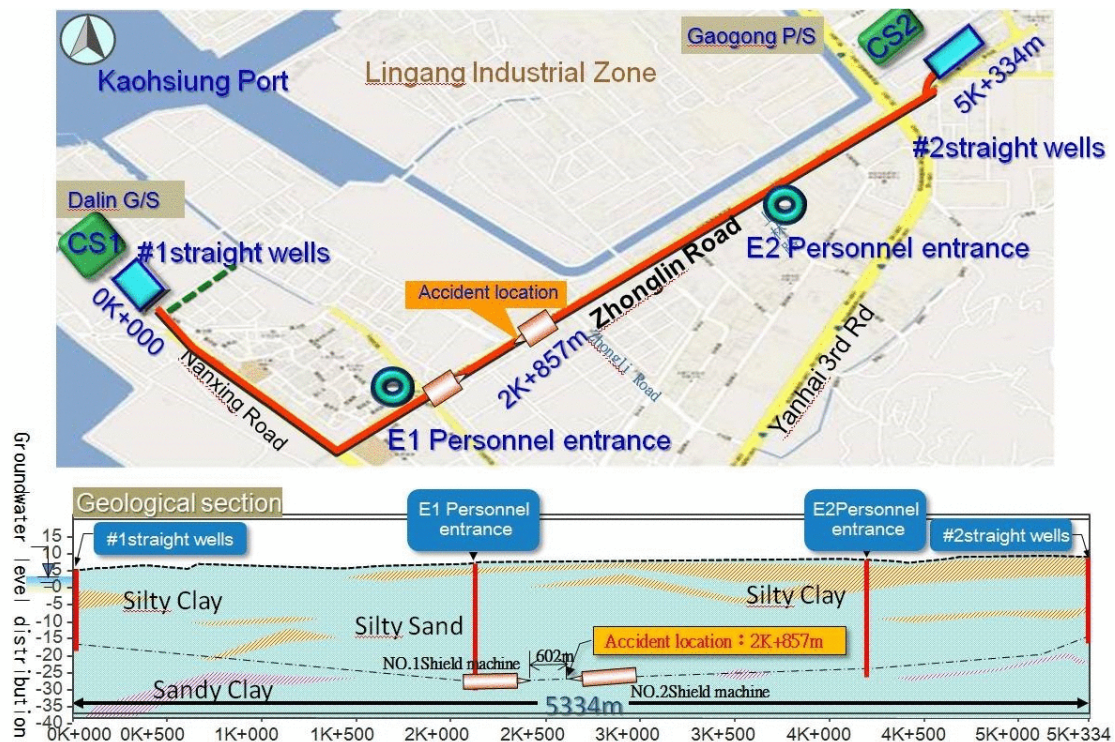 Gaogong P/S
CS2
Kaohsiung Port
Lingang Industrial Zone
5K+334m
#2straight wells
Dalin G/S
CS1
#1straight wells
E2 Personnel entrance
Accident location
Zhonglin Road
0K+000
2K+857m
Zhongli Road
Nanxing Road
Yanhai 3rd Rd
E1 Personnel entrance
Groundwater level distribution
Geological section
E1 Personnel
entrance
E2Personnel
entrance
#1straight wells
#2straight wells
15
10
5
0
-5
-10
-15
-20
-25
-30
-35
-40
Silty Clay
Silty Clay
Silty Sand
Accident location：2K+857m
602m
NO.1Shield machine
Sandy Clay
NO.2Shield machine
5334m
0K+000 0K+500 1K+000 1K+500 2K+000 2K+500 3K+000 3K+500 4K+000 4K+500 5K+000 5K+334